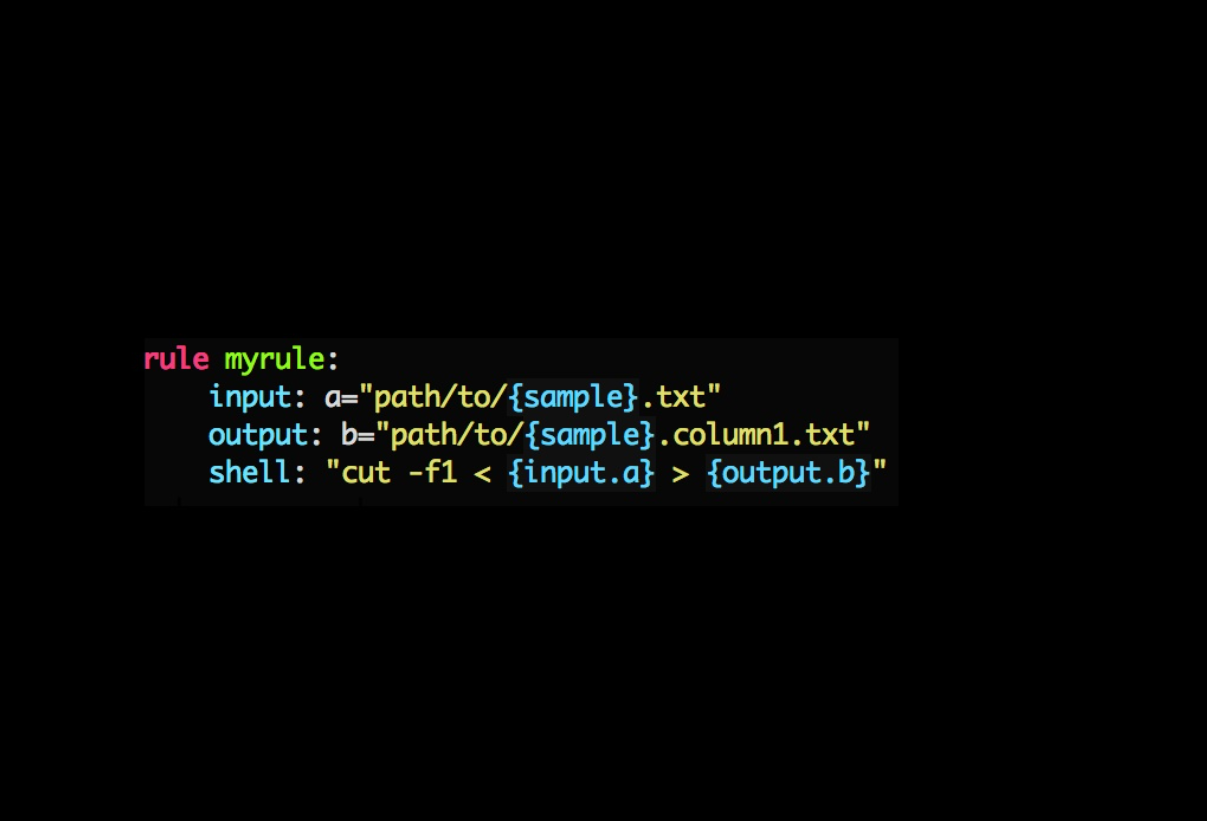 rule myrule:
    input: a="path/to/{sample}.txt"
    output: b="path/to/{sample}.column1.txt"
    shell: "cut -f1 < {input.a} > {output.b}"